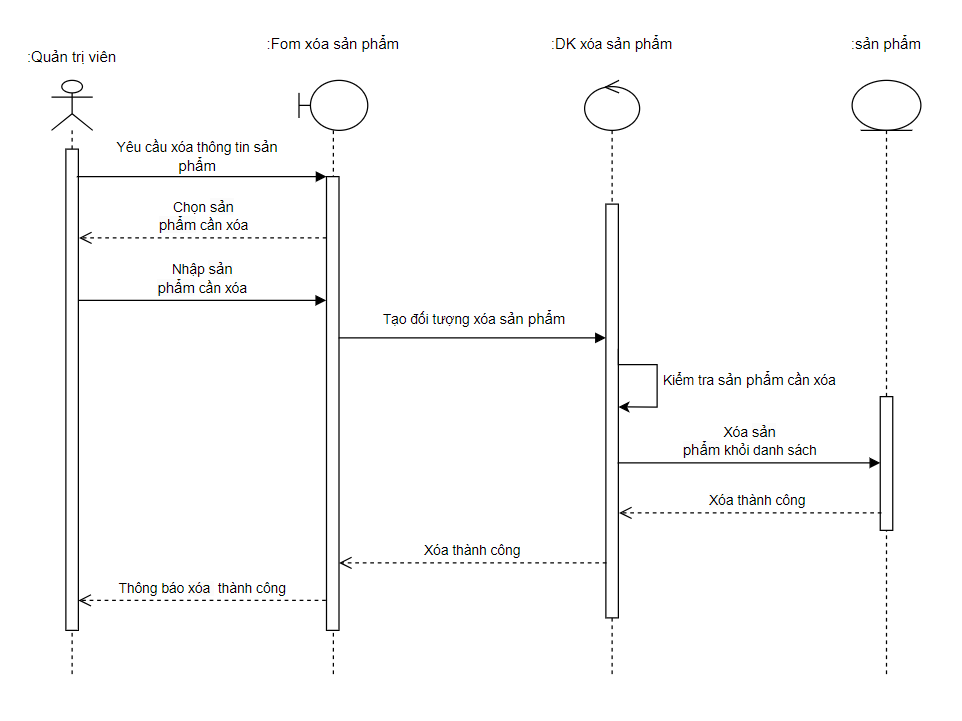 :Quản trị viên
:Fom xóa sản phẩm
:DK xóa sản phẩm
:sản phẩm
Yêu cầu xóa thông tin sản
phẩm
Chọn sản
phẩm cần xóa
Nhập sản
phẩm cần xóa
Tạo đối tượng xóa sản phẩm
Kiểm tra sản phẩm cần xóa
Xóa sản
phẩm khỏi danh sách
Xóa thành công
Xóa thành công
Thông báo xóa  thành công